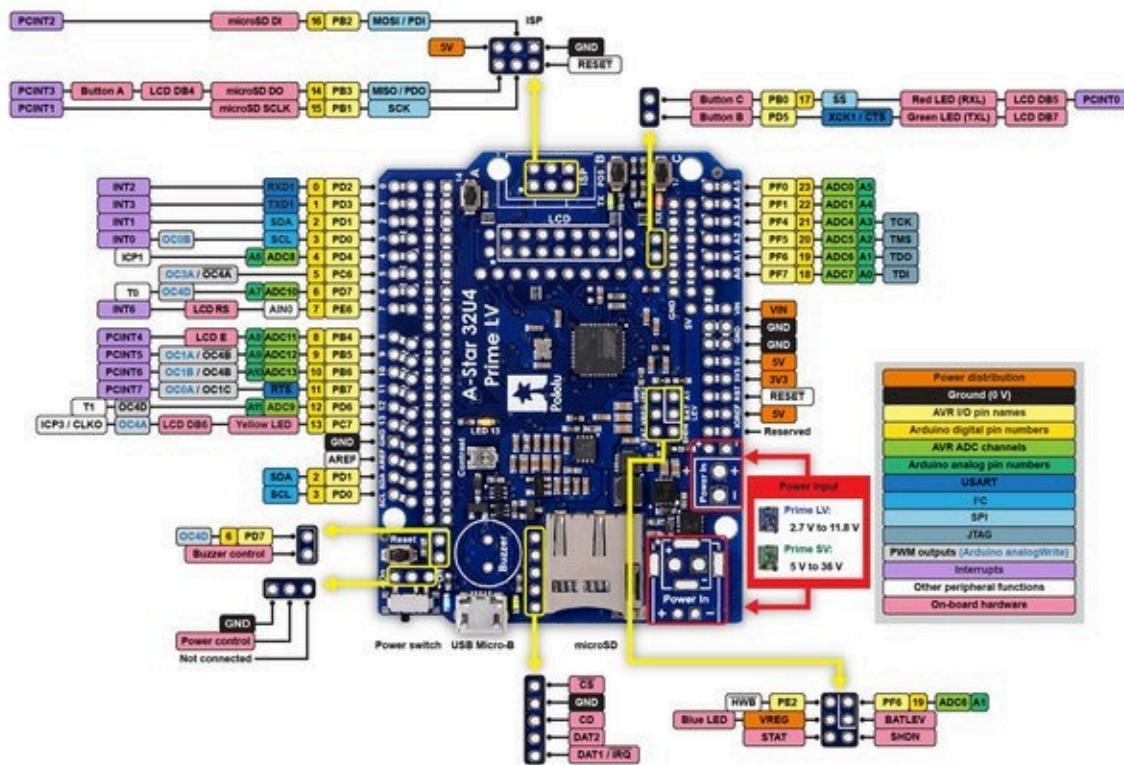 PCINT2 microSD DI 16 PB2 MOSI / PDI ISP
5V GND
RESET
PCINT3 Button A LCD DB4 microSD DO 14 PB3 MISO / PDO
PCINT1 microSD SCLK 15 PB1 SCK
Button C PB0 17 SS Red LED (RXL) LCD DB5 PCINT0
Button B PD5 XCK1 / CTS Green LED (TXL) LCD DB7
INT2 RXD1 0 PD2
INT3 TXD1 1 PD3
INT1 SDA 2 PD1
INT0 OC0B SCL 3 PD0
ICP1 A6 ADC8 4 PD4
OC3A / OC4A 5 PC6
T0 OC4D A7 ADC10 6 PD7
INT6 LCD RS AIN0 7 PE6
PCINT4 LCD E A8 ADC11 8 PB4
PCINT5 OC1A / OC4B A9 ADC12 9 PB5
PCINT6 OC1B / OC4B A10 ADC13 10 PB6
PCINT7 OC0A / OC1C RTS 11 PB7
T1 OC4D A11 ADC9 12 PD6
ICP3 / CLKO OC4A LCD DB6 Yellow LED 13 PC7
GND
AREF
SDA 2 PD1
SCL 3 PD0
OC4D 6 PD7
Buzzer control
GND
Power control
Not connected
A
B
C
ISP
LCD
A-Star 32U4
Prime LV
Pololu
LED 13
Contrast
Reset
Buzzer
Power In
Power In
Power switch USB Micro-B microSD
PF0 23 ADC0 A5
PF1 22 ADC1 A4
PF4 21 ADC4 A3 TCK
PF5 20 ADC5 A2 TMS
PF6 19 ADC6 A1 TDO
PF7 18 ADC7 A0 TDI
VIN
GND
GND
5V
3V3
RESET
5V
Reserved
Power input
Prime LV:
2.7 V to 11.8 V
Prime SV:
5 V to 36 V
Power distribution
Ground (0 V)
AVR I/O pin names
Arduino digital pin numbers
AVR ADC channels
Arduino analog pin numbers
USART
I²C
SPI
JTAG
PWM outputs (Arduino analogWrite)
Interrupts
Other peripheral functions
On-board hardware
CS
GND
CD
DAT2
DAT1 / IRQ
HWB PE2 PF6 19 ADC6 A1
Blue LED VREG BATLEV
STAT SHDN